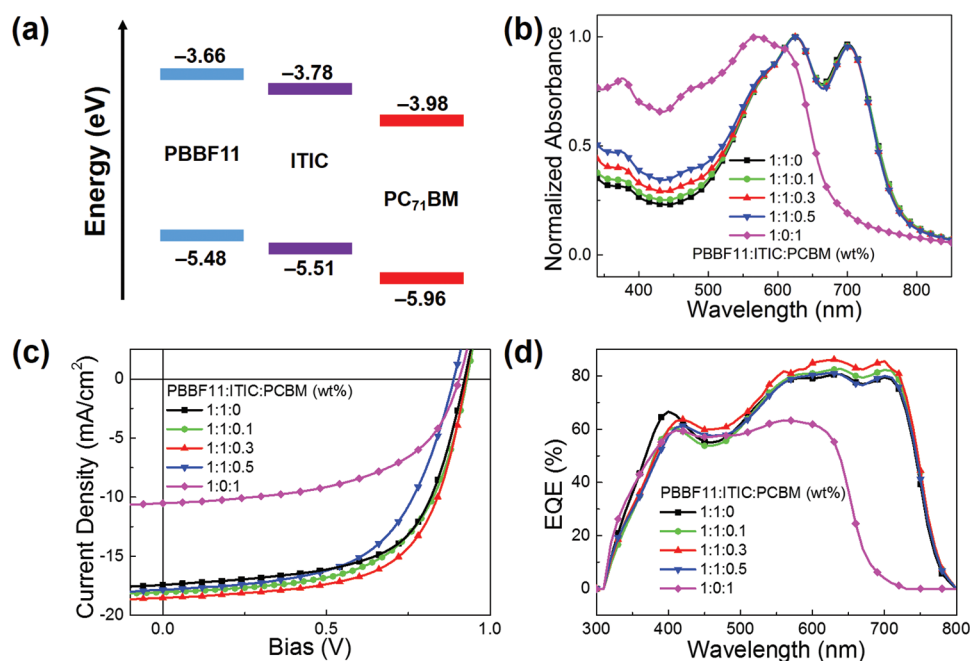 (a)
Energy (eV)
–3.66
–3.78
–3.98
PBBF11
ITIC
PC₇₁BM
–5.48
–5.51
–5.96
(b)
Normalized Absorbance
1.0
0.5
0.0
1:1:0
1:1:0.1
1:1:0.3
1:1:0.5
1:0:1
PBBF11:ITIC:PCBM (wt%)
400 500 600 700 800
Wavelength (nm)
(c)
Current Density (mA/cm²)
0
-5
-10
-15
-20
PBBF11:ITIC:PCBM (wt%)
1:1:0
1:1:0.1
1:1:0.3
1:1:0.5
1:0:1
0.0 0.5 1.0
Bias (V)
(d)
EQE (%)
80
60
40
20
0
PBBF11:ITIC:PCBM (wt%)
1:1:0
1:1:0.1
1:1:0.3
1:1:0.5
1:0:1
300 400 500 600 700 800
Wavelength (nm)